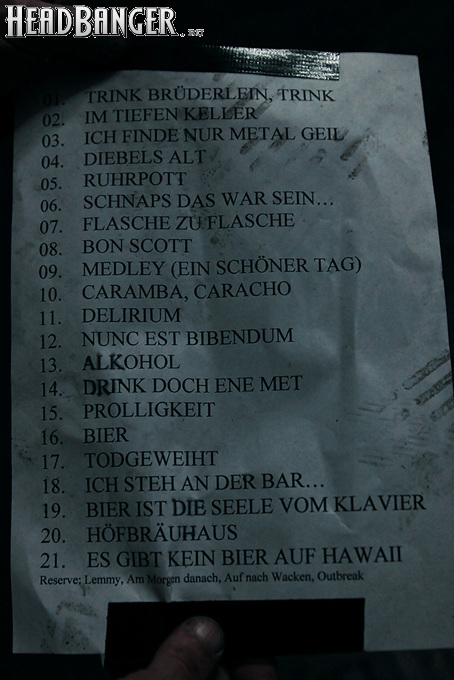 HEADBANGER.NET
01. TRINK BRÜDERLEIN, TRINK
02. IM TIEFEN KELLER
03. ICH FINDE NUR METAL GEIL
04. DIEBELS ALT
05. RUHRPOTT
06. SCHNAPS DAS WAR SEIN...
07. FLASCHE ZU FLASCHE
08. BON SCOTT
09. MEDLEY (EIN SCHÖNER TAG)
10. CARAMBA, CARACHO
11. DELIRIUM
12. NUNC EST BIBENDUM
13. ALKOHOL
14. DRINK DOCH ENE MET
15. PROLLIGKEIT
16. BIER
17. TODGEWEIHT
18. ICH STEH AN DER BAR...
19. BIER IST DIE SEELE VOM KLAVIER
20. HÖFBRÄUHAUS
21. ES GIBT KEIN BIER AUF HAWAII
Reserve: Lemmy, Am Morgen danach, Auf nach Wacken, Outbreak